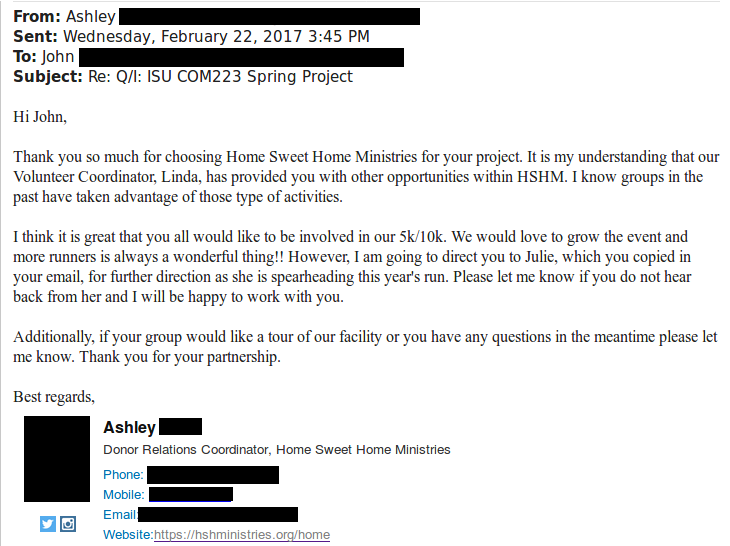 From: Ashley
Sent: Wednesday, February 22, 2017 3:45 PM
To: John
Subject: Re: Q/I: ISU COM223 Spring Project
Hi John,
Thank you so much for choosing Home Sweet Home Ministries for your project. It is my understanding that our
Volunteer Coordinator, Linda, has provided you with other opportunities within HSHM. I know groups in the
past have taken advantage of those type of activities.
I think it is great that you all would like to be involved in our 5k/10k. We would love to grow the event and
more runners is always a wonderful thing!! However, I am going to direct you to Julie, which you copied in
your email, for further direction as she is spearheading this year's run. Please let me know if you do not hear
back from her and I will be happy to work with you.
Additionally, if your group would like a tour of our facility or you have any questions in the meantime please let
me know. Thank you for your partnership.
Best regards,
Ashley
Donor Relations Coordinator, Home Sweet Home Ministries
Phone:
Mobile:
Email:
Website:https://hshministries.org/home